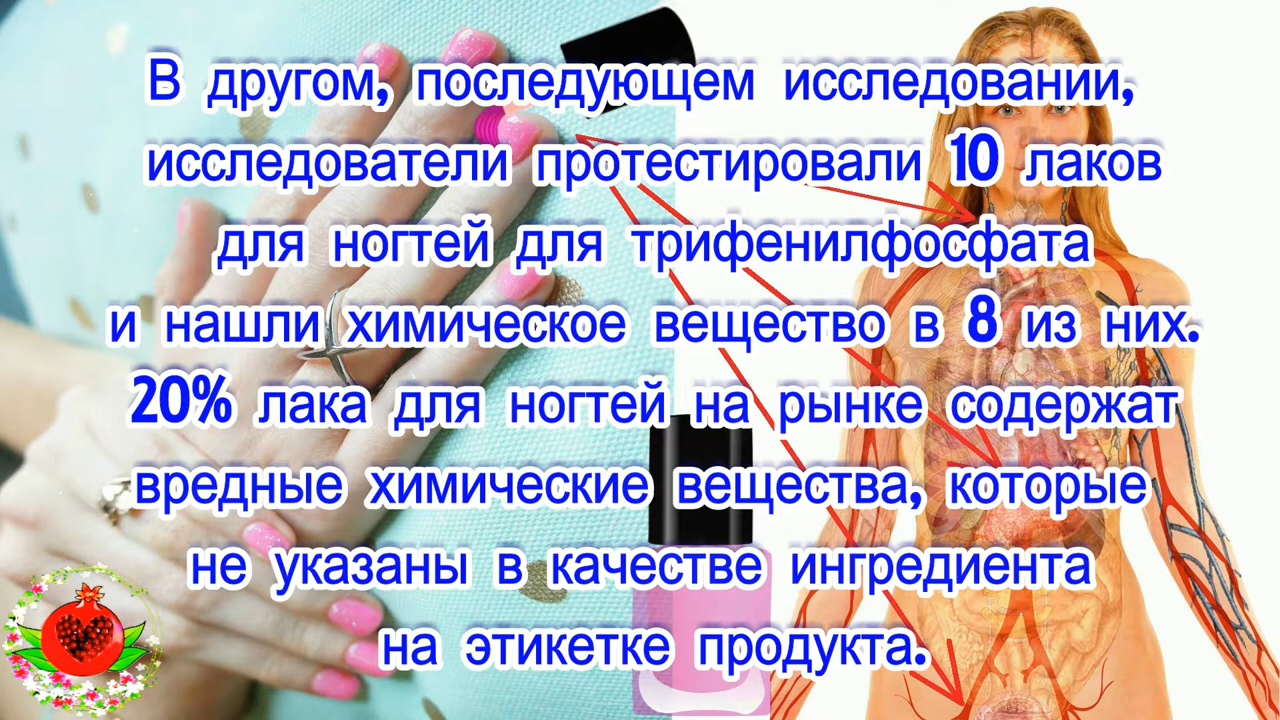 В другом, последующем исследовании,
исследователи протестировали 10 лаков
для ногтей для трифенилфосфата
и нашли химическое вещество в 8 из них.
20% лака для ногтей на рынке содержат
вредные химические вещества, которые
не указаны в качестве ингредиента
на этикетке продукта.